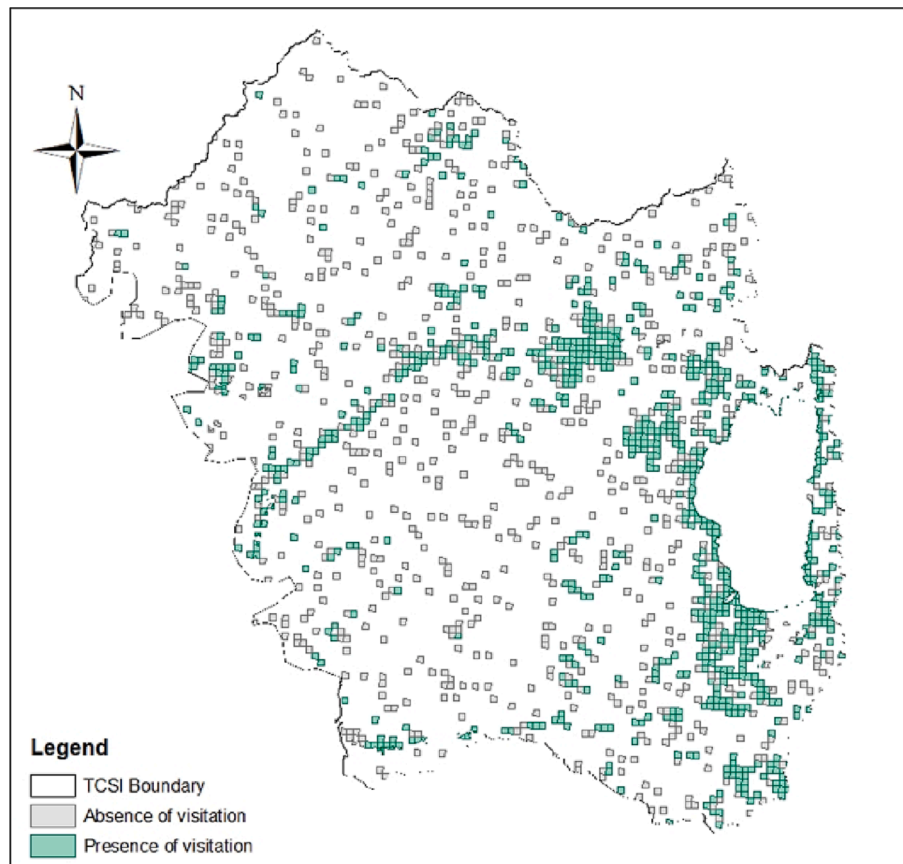 N
Legend
TCSI Boundary
Absence of visitation
Presence of visitation